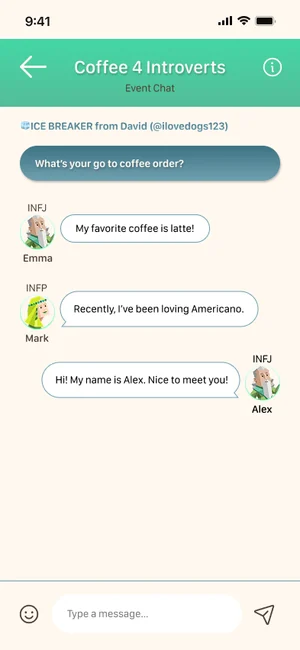 9:41
Coffee 4 Introverts
Event Chat
ICE BREAKER from David (@ilovedogs123)
What's your go to coffee order?
INFJ
My favorite coffee is latte!
Emma
INFP
Recently, I've been loving Americano.
Mark
INFJ
Hi! My name is Alex. Nice to meet you!
Alex
Type a message...